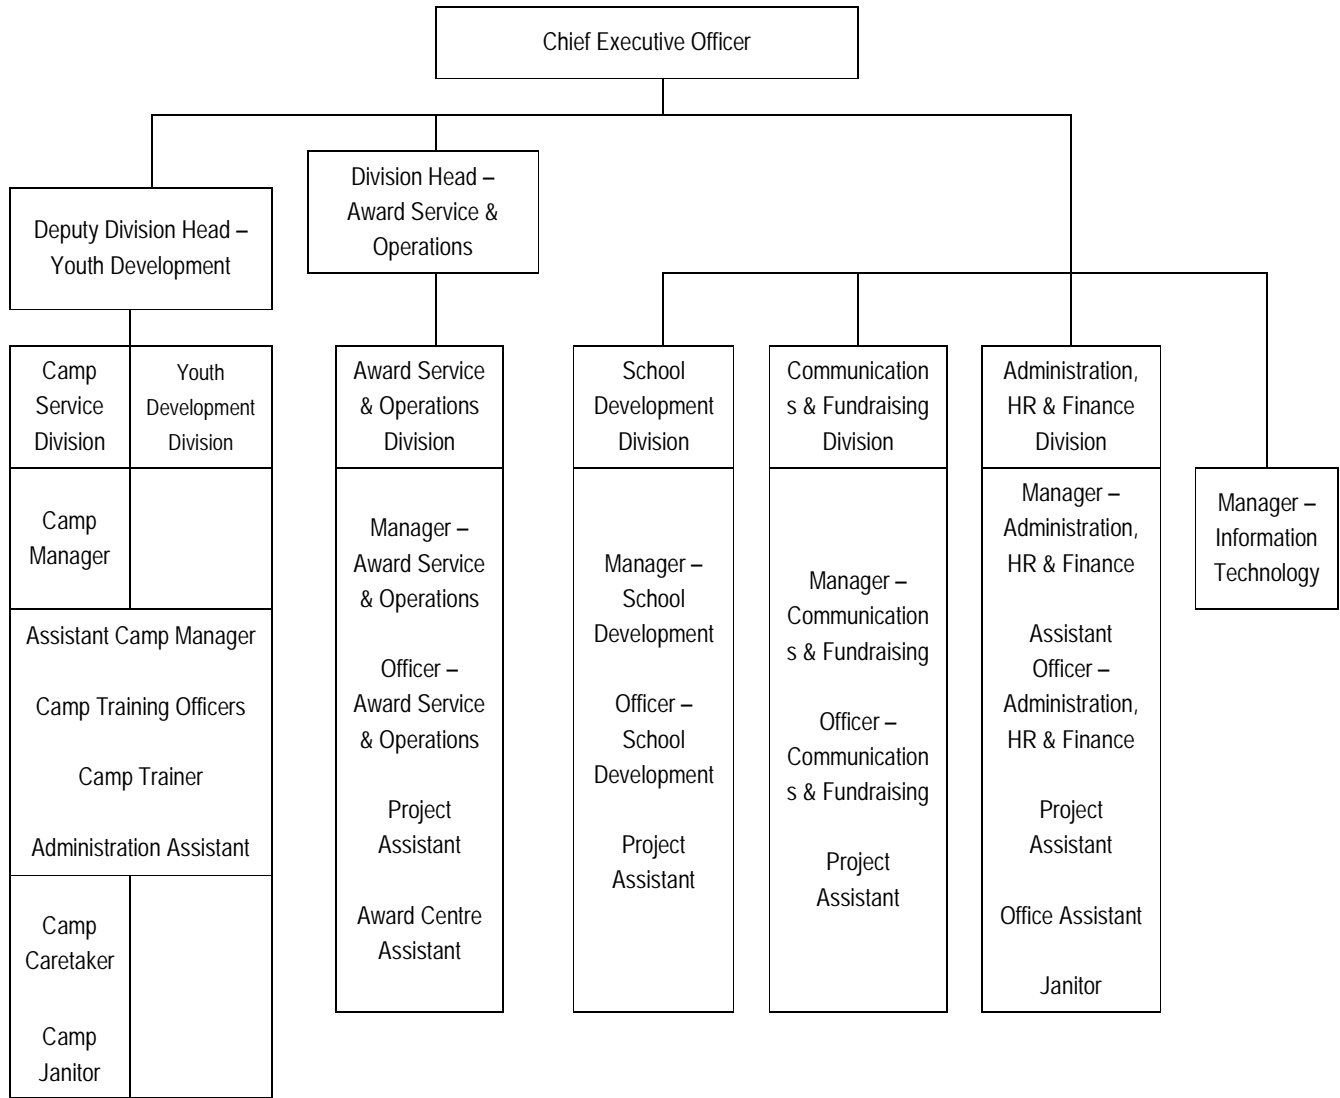 Chief Executive Officer
Division Head –
Award Service &
Operations
Deputy Division Head –
Youth Development
Camp
Service
Division
Youth
Development
Division
Award Service
& Operations
Division
School
Development
Division
Communication
s & Fundraising
Division
Administration,
HR & Finance
Division
Camp
Manager
Assistant Camp Manager
Camp Training Officers
Camp Trainer
Administration Assistant
Camp
Caretaker
Camp
Janitor
Manager –
Award Service
& Operations
Officer –
Award Service
& Operations
Project
Assistant
Award Centre
Assistant
Manager –
School
Development
Officer –
School
Development
Project
Assistant
Manager –
Communication
s & Fundraising
Officer –
Communication
s & Fundraising
Project
Assistant
Manager –
Administration,
HR & Finance
Assistant
Officer –
Administration,
HR & Finance
Project
Assistant
Office Assistant
Janitor
Manager –
Information
Technology